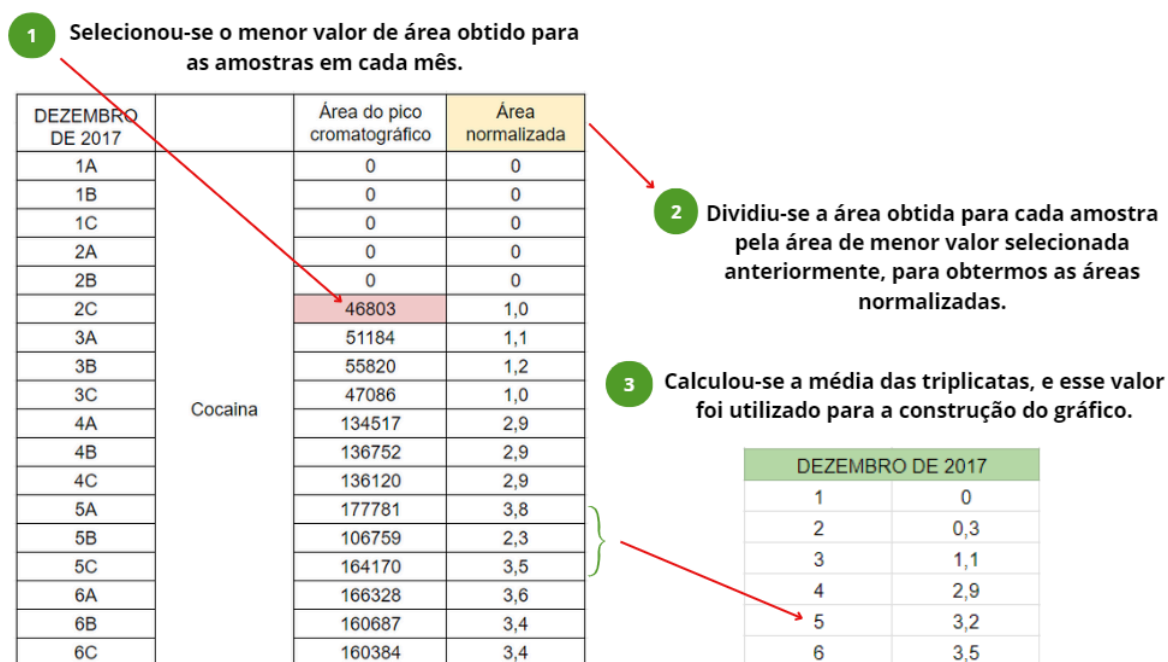 1 Selecionou-se o menor valor de área obtido para
as amostras em cada mês.
DEZEMBRO DE 2017 Área do pico cromatográfico Área normalizada
1A 0 0
1B 0 0
1C 0 0
2A 0 0
2B 0 0
2C 46803 1,0
3A 51184 1,1
3B 55820 1,2
3C 47086 1,0
Cocaina
4A 134517 2,9
4B 136752 2,9
4C 136120 2,9
5A 177781 3,8
5B 106759 2,3
5C 164170 3,5
6A 166328 3,6
6B 160687 3,4
6C 160384 3,4
2 Dividiu-se a área obtida para cada amostra
pela área de menor valor selecionada
anteriormente, para obtermos as áreas
normalizadas.
3 Calculou-se a média das triplicatas, e esse valor
foi utilizado para a construção do gráfico.
DEZEMBRO DE 2017
1 0
2 0,3
3 1,1
4 2,9
5 3,2
6 3,5